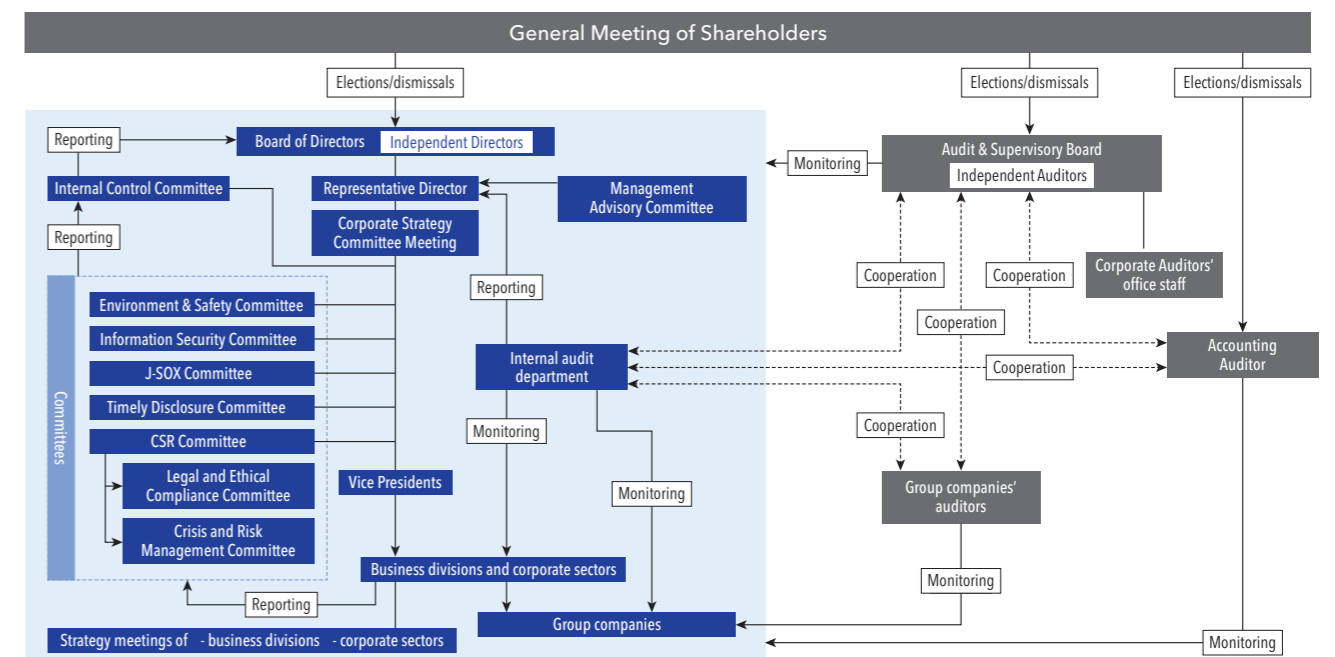 General Meeting of Shareholders
Elections/dismissals
Elections/dismissals
Elections/dismissals
Reporting
Board of Directors
Independent Directors
Audit & Supervisory Board
Independent Auditors
Monitoring
Internal Control Committee
Representative Director
Management
Advisory Committee
Corporate Strategy
Committee Meeting
Reporting
Reporting
Cooperation
Cooperation
Corporate Auditors’
office staff
Cooperation
Committees
Environment & Safety Committee
Information Security Committee
J-SOX Committee
Timely Disclosure Committee
CSR Committee
Legal and Ethical
Compliance Committee
Crisis and Risk
Management Committee
Internal audit
department
Accounting
Auditor
Cooperation
Monitoring
Cooperation
Vice Presidents
Monitoring
Group companies’
auditors
Business divisions and corporate sectors
Monitoring
Reporting
Group companies
Strategy meetings of - business divisions - corporate sectors
Monitoring